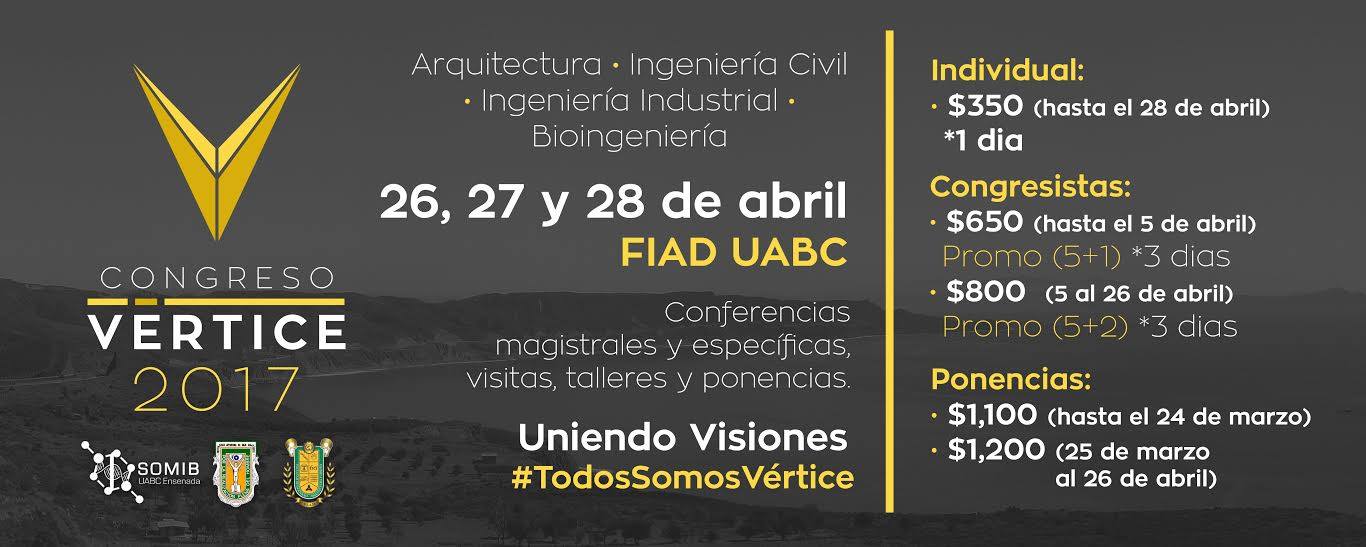 CONGRESO
VÉRTICE
2017
SOMIB
UABC Ensenada
Arquitectura · Ingeniería Civil
· Ingeniería Industrial ·
Bioingeniería
26, 27 y 28 de abril
FIAD UABC
Conferencias
magistrales y específicas,
visitas, talleres y ponencias.
Uniendo Visiones
#TodosSomosVértice
Individual:
· $350 (hasta el 28 de abril)
*1 dia
Congresistas:
· $650 (hasta el 5 de abril)
Promo (5+1) *3 dias
· $800 (5 al 26 de abril)
Promo (5+2) *3 dias
Ponencias:
· $1,100 (hasta el 24 de marzo)
· $1,200 (25 de marzo
al 26 de abril)